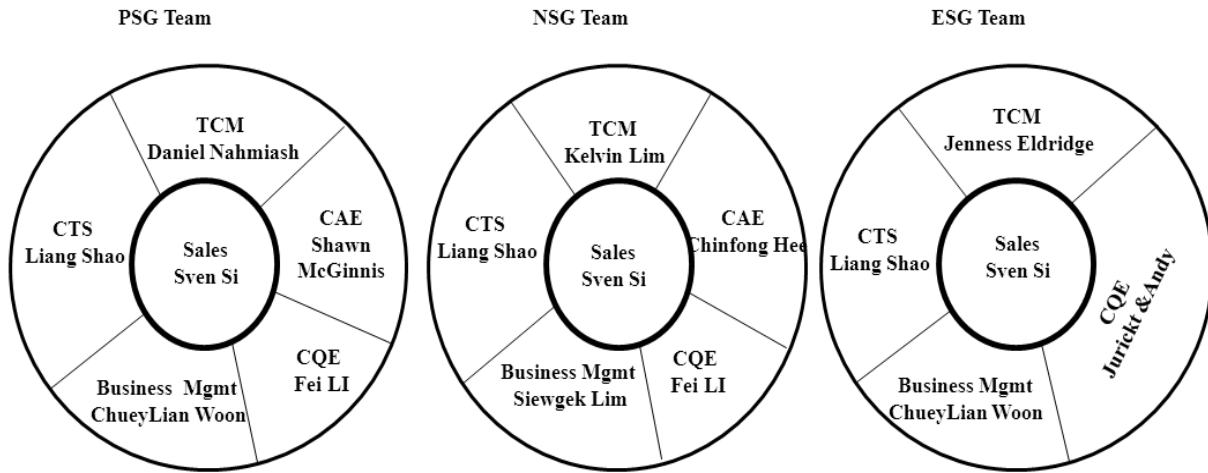 PSG Team
TCM
Daniel Nahmiash
CTS
Liang Shao
Sales
Sven Si
CAE
Shawn
McGinnis
Business Mgmt
ChueyLian Woon
CQE
Fei LI
NSG Team
TCM
Kelvin Lim
CTS
Liang Shao
Sales
Sven Si
CAE
Chinfong Hee
Business Mgmt
Siewgek Lim
CQE
Fei LI
ESG Team
TCM
Jenness Eldridge
CTS
Liang Shao
Sales
Sven Si
CQE
Jurickt &Andy
Business Mgmt
ChueyLian Woon